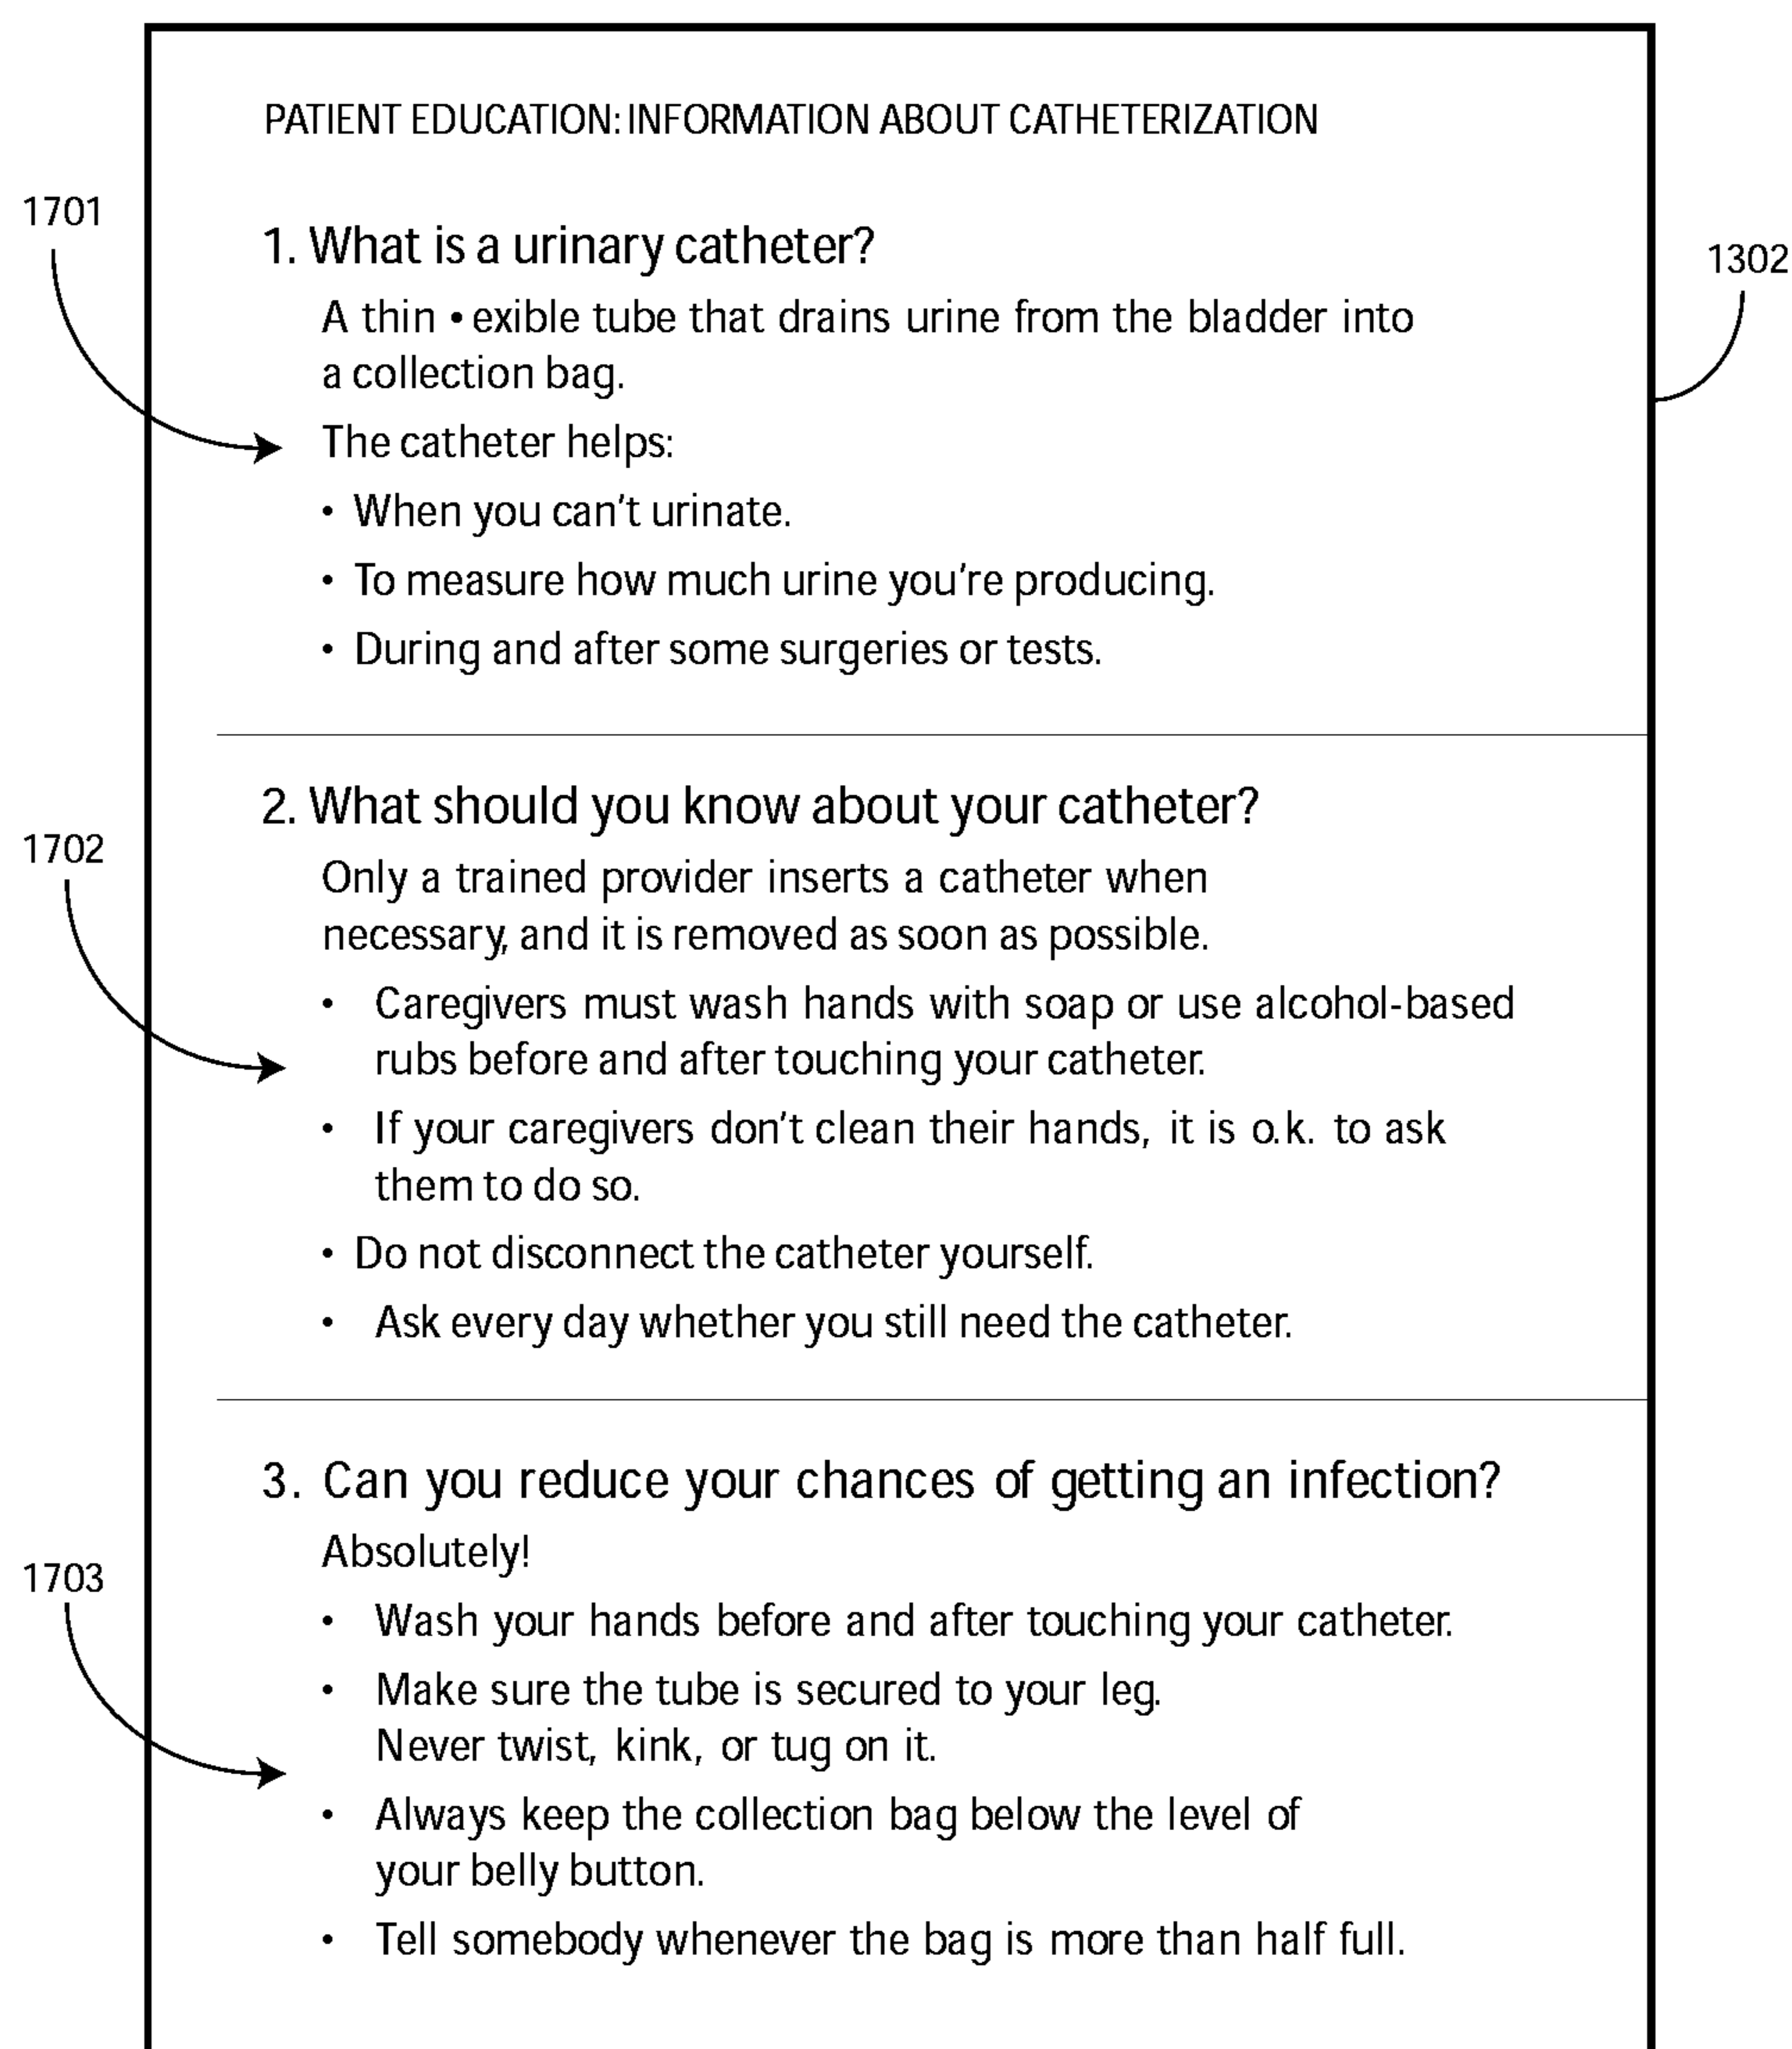 PATIENT EDUCATION: INFORMATION ABOUT CATHETERIZATION
1701
1. What is a urinary catheter?
1302
A thin • exible tube that drains urine from the bladder into
a collection bag.
The catheter helps:
• When you can't urinate.
• To measure how much urine you're producing.
• During and after some surgeries or tests.
2. What should you know about your catheter?
1702
Only a trained provider inserts a catheter when
necessary, and it is removed as soon as possible.
• Caregivers must wash hands with soap or use alcohol-based
rubs before and after touching your catheter.
• If your caregivers don't clean their hands, it is o.k. to ask
them to do so.
• Do not disconnect the catheter yourself.
• Ask every day whether you still need the catheter.
3. Can you reduce your chances of getting an infection?
Absolutely!
1703
• Wash your hands before and after touching your catheter.
• Make sure the tube is secured to your leg.
Never twist, kink, or tug on it.
• Always keep the collection bag below the level of
your belly button.
• Tell somebody whenever the bag is more than half full.